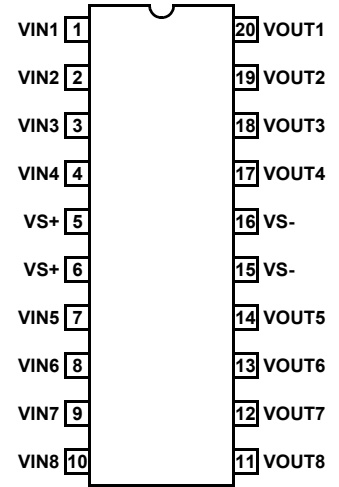 VIN1 1 20 VOUT1
VIN2 2 19 VOUT2
VIN3 3 18 VOUT3
VIN4 4 17 VOUT4
VS+ 5 16 VS-
VS+ 6 15 VS-
VIN5 7 14 VOUT5
VIN6 8 13 VOUT6
VIN7 9 12 VOUT7
VIN8 10 11 VOUT8